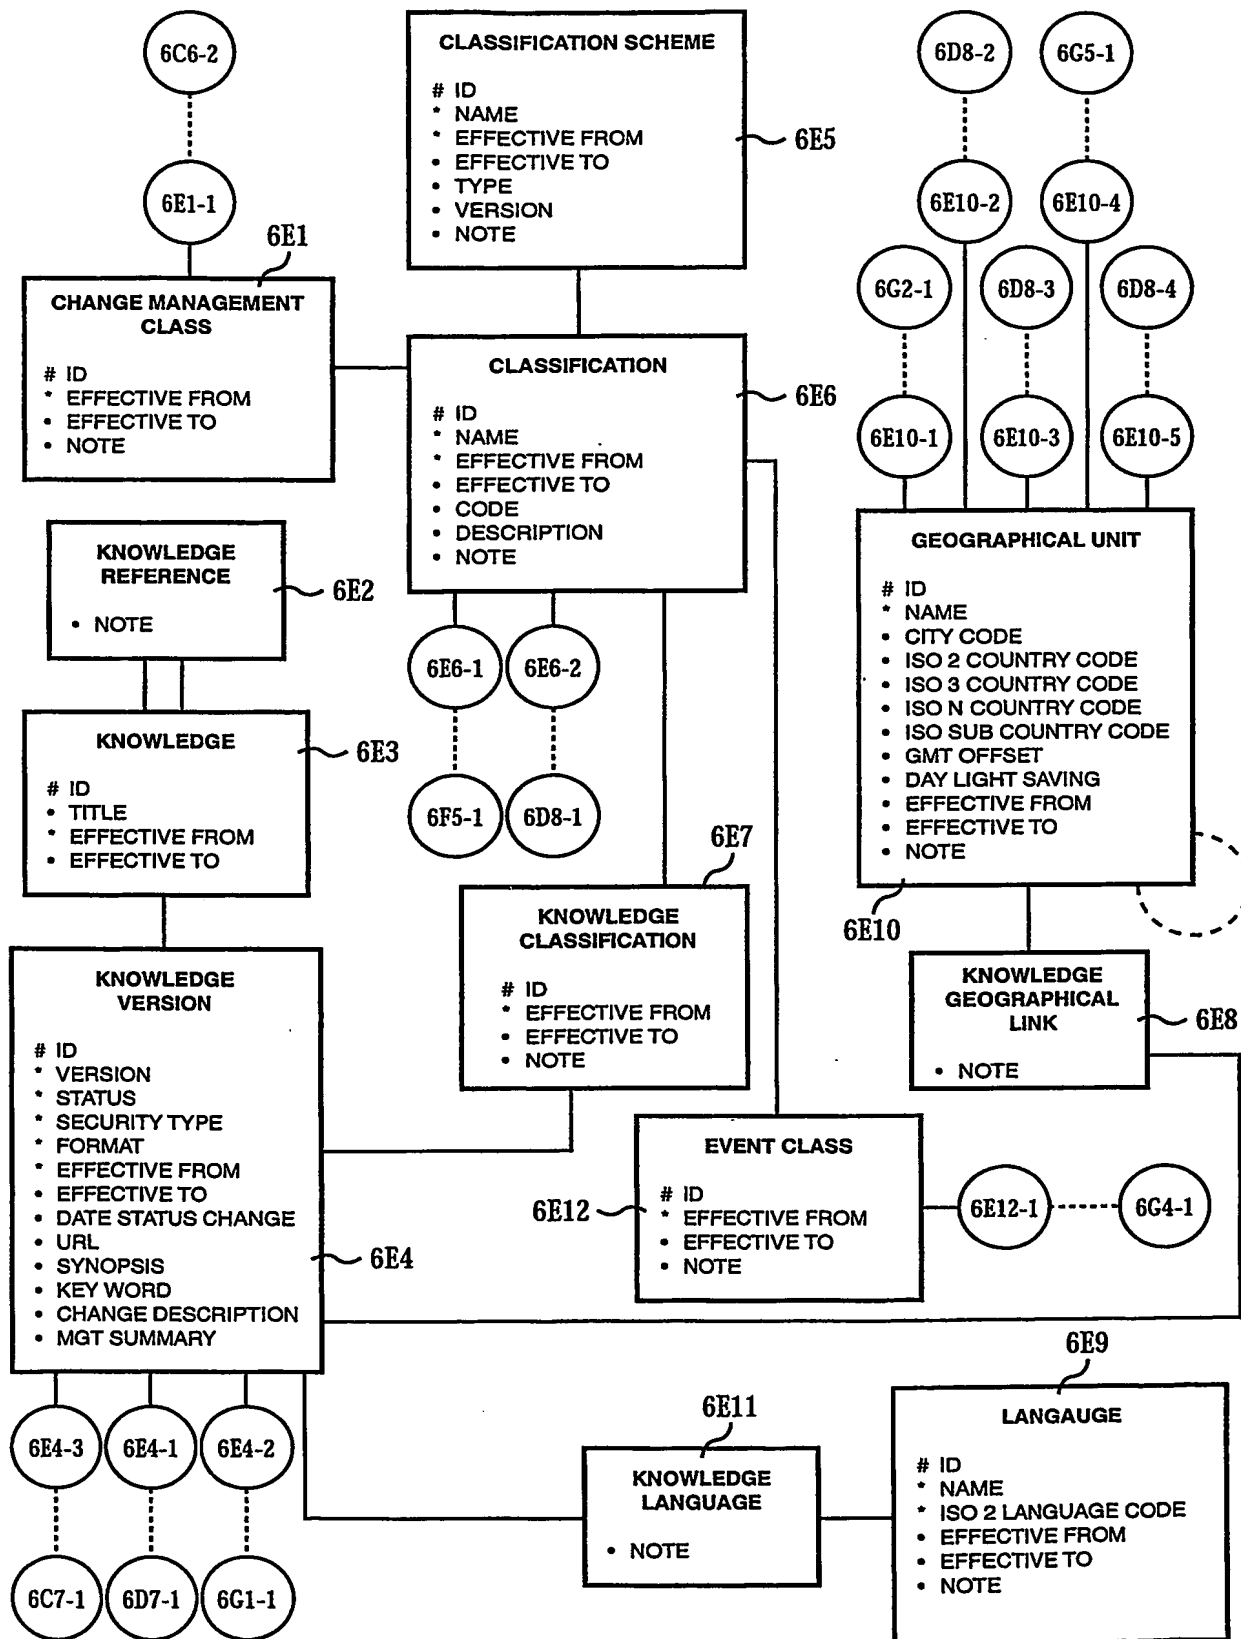 6C6-2
6E1-1
6E1
CHANGE MANAGEMENT
CLASS
# ID
* EFFECTIVE FROM
• EFFECTIVE TO
• NOTE
CLASSIFICATION SCHEME
# ID
* NAME
* EFFECTIVE FROM
• EFFECTIVE TO
• TYPE
• VERSION
• NOTE
6E5
CLASSIFICATION
# ID
* NAME
* EFFECTIVE FROM
• EFFECTIVE TO
• CODE
• DESCRIPTION
• NOTE
6E6
6D8-2
6G5-1
6E10-2
6E10-4
6G2-1
6D8-3
6D8-4
6E10-1
6E10-3
6E10-5
GEOGRAPHICAL UNIT
# ID
* NAME
• CITY CODE
• ISO 2 COUNTRY CODE
• ISO 3 COUNTRY CODE
• ISO N COUNTRY CODE
• ISO SUB COUNTRY CODE
• GMT OFFSET
• DAY LIGHT SAVING
• EFFECTIVE FROM
• EFFECTIVE TO
• NOTE
6E10
KNOWLEDGE
REFERENCE
• NOTE
6E2
KNOWLEDGE
# ID
• TITLE
* EFFECTIVE FROM
• EFFECTIVE TO
6E3
6E6-1
6E6-2
6F5-1
6D8-1
6E7
KNOWLEDGE
CLASSIFICATION
# ID
* EFFECTIVE FROM
• EFFECTIVE TO
• NOTE
KNOWLEDGE
GEOGRAPHICAL
LINK
• NOTE
6E8
KNOWLEDGE
VERSION
# ID
* VERSION
* STATUS
* SECURITY TYPE
* FORMAT
* EFFECTIVE FROM
• EFFECTIVE TO
• DATE STATUS CHANGE
• URL
• SYNOPSIS
• KEY WORD
• CHANGE DESCRIPTION
• MGT SUMMARY
6E4
EVENT CLASS
# ID
* EFFECTIVE FROM
• EFFECTIVE TO
• NOTE
6E12
6E12-1
6G4-1
6E4-3
6E4-1
6E4-2
6C7-1
6D7-1
6G1-1
6E11
KNOWLEDGE
LANGUAGE
• NOTE
6E9
LANGAUGE
# ID
* NAME
* ISO 2 LANGUAGE CODE
• EFFECTIVE FROM
• EFFECTIVE TO
• NOTE